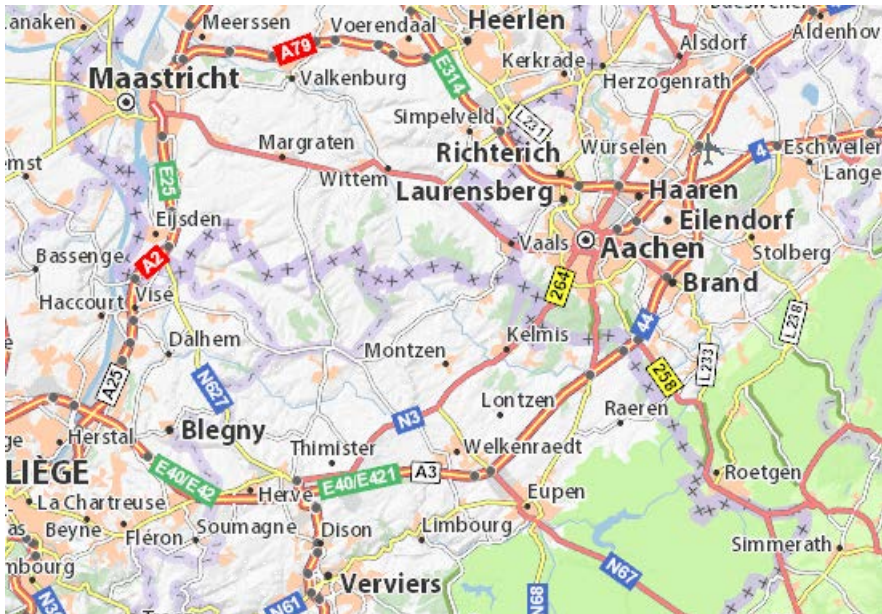 Lanaken
Meerssen
Voerendaal
Heerlen
Aldenhov
A79
Maastricht
Valkenburg
E314
Kerkrade
Alsdorf
Herzogenrath
Simpelveld
L231
Margraten
Richterich
Würselen
4
Eschweiler
Wittem
Laurensberg
Haaren
Lange
E25
Eijsden
Eilendorf
Vaals
Aachen
Stolberg
Bassenge
A2
264
Brand
Haccourt
Visé
L238
Dalhem
Kelmis
44
Montzen
258
L233
A25
N627
N3
Lontzen
Raeren
Blegny
Herstal
Thimister
Welkenraedt
LIÈGE
E40/E42
E40/E421
A3
Roetgen
Herve
Eupen
La Chartreuse
Beyne
Soumagne
Dison
Limbourg
Fléron
Simmerath
mbourg
Verviers
N67
N61
N68